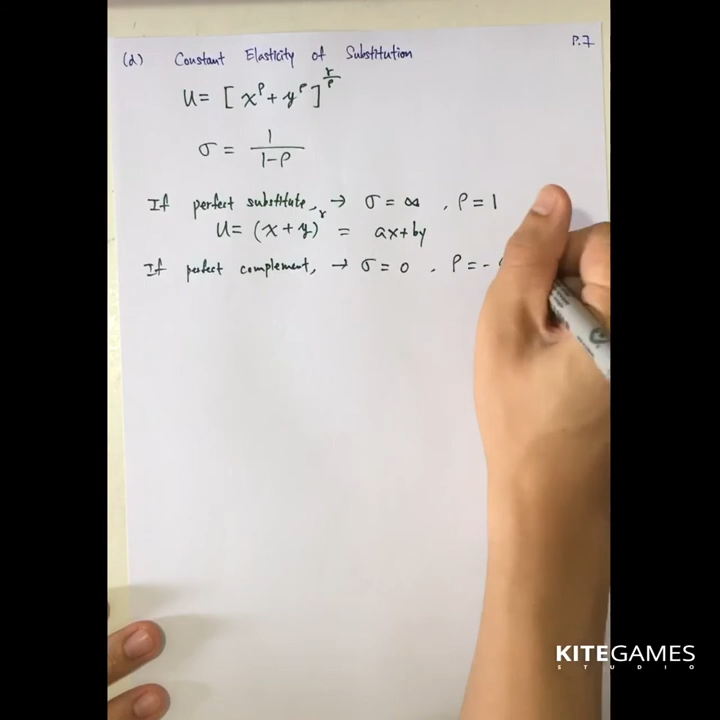 P.7
(d) Constant Elasticity of Substitution
U = [x^ρ + y^ρ]^(γ/ρ)
σ = 1/(1-ρ)
If perfect substitute, → σ = ∞ , ρ = 1
U = (x + y)^γ = ax + by
If perfect complement, → σ = 0 , ρ = -
KITEGAMES
STUDIO